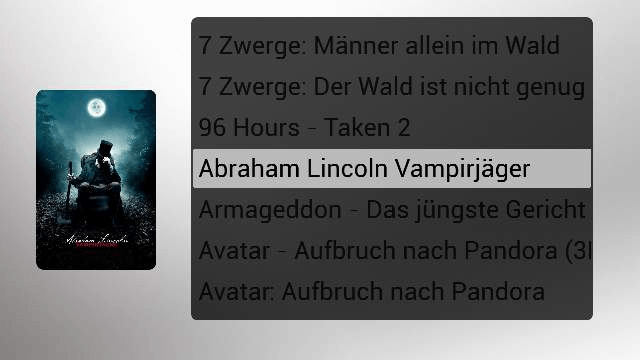 7 Zwerge: Männer allein im Wald
7 Zwerge: Der Wald ist nicht genug
96 Hours - Taken 2
Abraham Lincoln Vampirjäger
Armageddon - Das jüngste Gericht
Avatar - Aufbruch nach Pandora (3
Avatar: Aufbruch nach Pandora
Abraham Lincoln